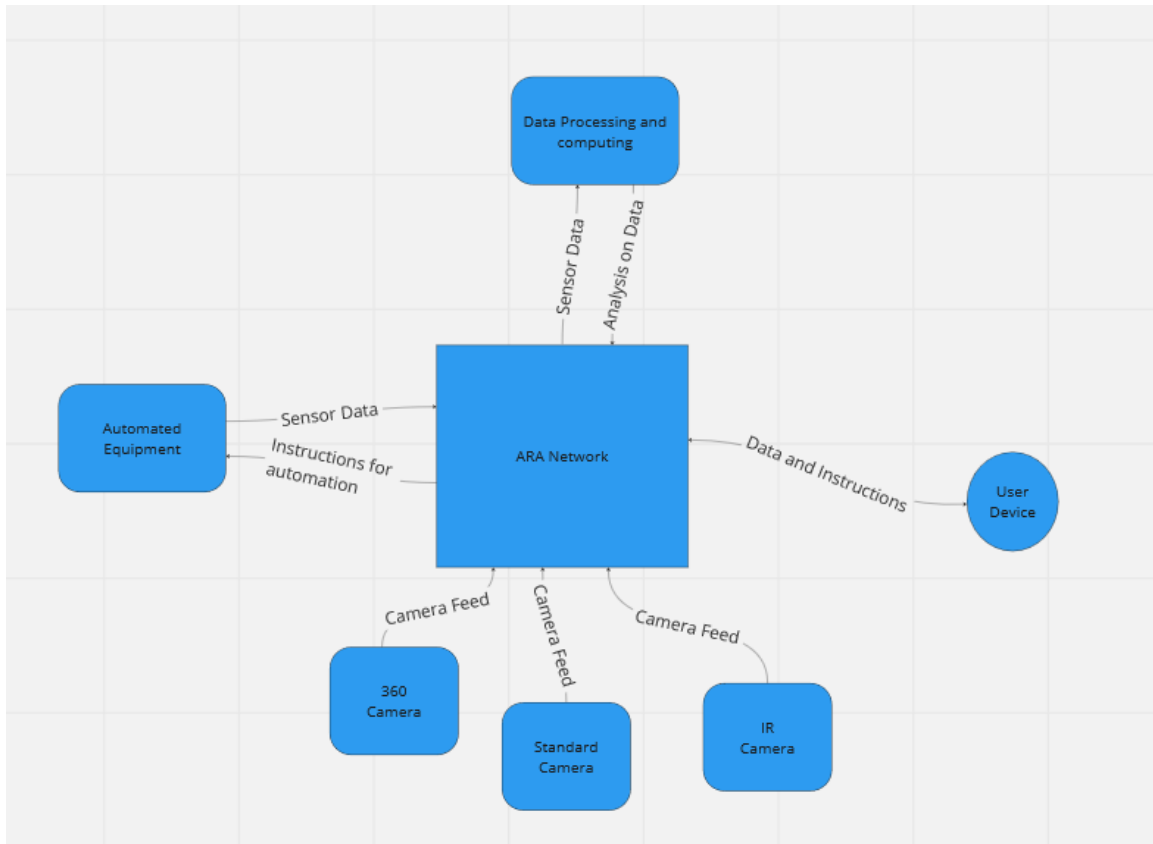 Data Processing and
computing
Sensor Data
Analysis on Data
Automated
Equipment
Sensor Data
Instructions for
automation
ARA Network
Data and Instructions
User
Device
Camera Feed
Camera Feed
Camera Feed
360
Camera
Standard
Camera
IR
Camera